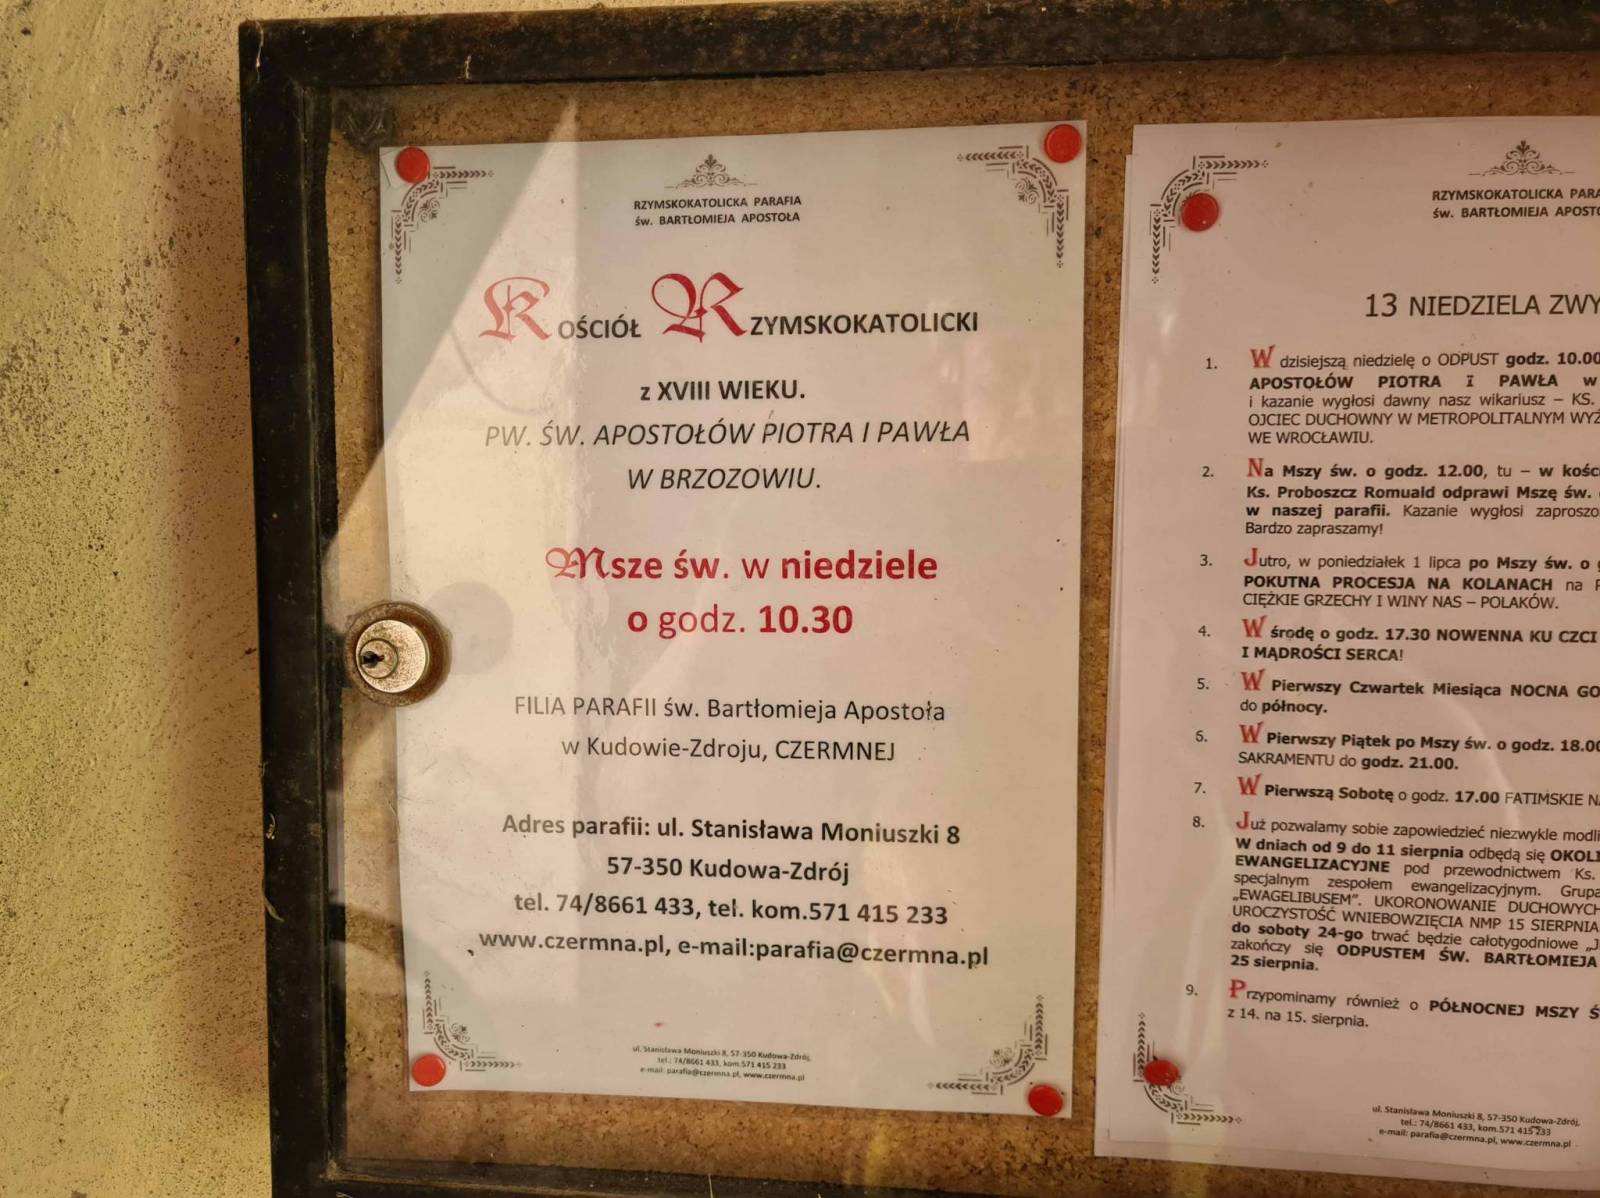 RZYMSKOKATOLICKA PARAFIA
św. BARTŁOMIEJA APOSTOŁA
KOŚCIÓŁ RZYMSKOKATOLICKI
z XVIII WIEKU.
PW. ŚW. APOSTOŁÓW PIOTRA I PAWŁA
W BRZOZOWIU.
Msze św. w niedziele
o godz. 10.30
FILIA PARAFII św. Bartłomieja Apostoła
w Kudowie-Zdroju, CZERMNEJ
Adres parafii: ul. Stanisława Moniuszki 8
57-350 Kudowa-Zdrój
tel. 74/8661 433, tel. kom.571 415 233
www.czermna.pl, e-mail:parafia@czermna.pl
ul. Stanisława Moniuszki 8, 57-350 Kudowa-Zdrój,
tel.: 74/8661 433, kom.571 415 233
e-mail: parafia@czermna.pl, www.czermna.pl
RZYMSKOKATOLICKA
św. BARTŁOMIEJA
13 NIEDZIELA
1. W dzisiejszą niedzielę o ODPUST godz. 10.00
APOSTOŁÓW PIOTRA I PAWŁA w
i kazanie wygłosi dawny nasz wikariusz – KS.
OJCIEC DUCHOWNY W METROPOLITALNYM
WE WROCŁAWIU.
2. Na Mszy św. o godz. 12.00, tu – w
Ks. Proboszcz Romuald odprawi Mszę św.
w naszej parafii. Kazanie wygłosi
Bardzo zapraszamy!
3. Jutro, w poniedziałek 1 lipca po Mszy św. o
POKUTNA PROCESJA NA KOLANACH na
CIĘŻKIE GRZECHY I WINY NAS – POLAKÓW.
4. W środę o godz. 17.30 NOWENNA KU CZCI
I MĄDROŚCI SERCA!
5. W Pierwszy Czwartek Miesiąca NOCNA
do północy.
6. W Pierwszy Piątek po Mszy św. o godz. 18.00
SAKRAMENTU do godz. 21.00.
7. W Pierwszą Sobotę o godz. 17.00 FATIMSKIE
8. Już pozwalamy sobie zapowiedzieć niezwykle
W dniach od 9 do 11 sierpnia odbędą się
EWANGELIZACYJNE pod przewodnictwem Ks.
specjalnym zespołem ewangelizacyjnym. Grupa
„EWAGELIBUSEM”. UKORONOWANIE DUCHOWYCH
UROCZYSTOŚĆ WNIEBOWZIĘCIA NMP 15 SIERPNIA
do soboty 24-go trwać będzie całotygodniowe
zakończy się ODPUSTEM ŚW. BARTŁOMIEJA
25 sierpnia.
9. Przypominamy również o PÓŁNOCNEJ MSZY
z 14. na 15. sierpnia.
ul. Stanisława Moniuszki 8, 57-350 Kudowa-Zdrój,
tel.: 74/8661 433, kom.571 415 233
e-mail: parafia@czermna.pl, www.czermna.pl